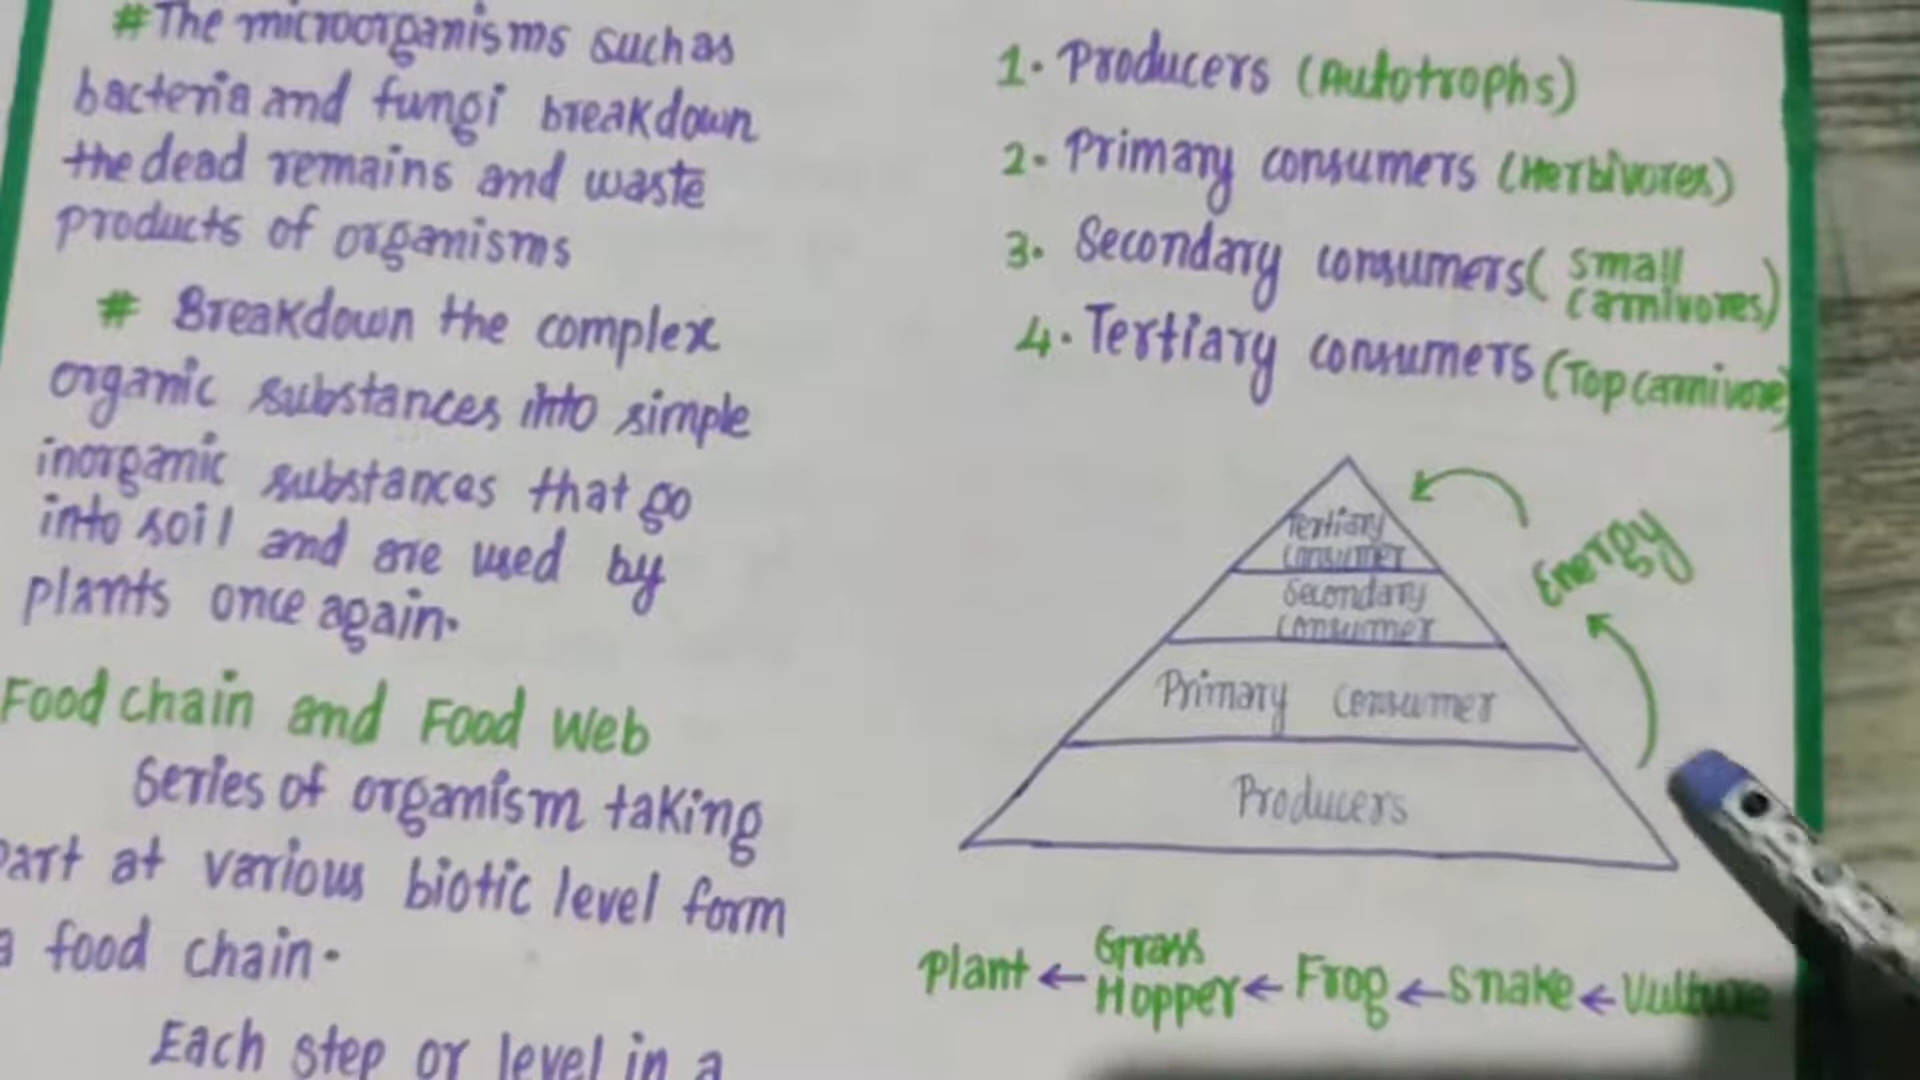 #The microorganisms such as
bacteria and fungi breakdown
the dead remains and waste
products of organisms
# Breakdown the complex
organic substances into simple
inorganic substances that go
into soil and are used by
plants once again.
Food chain and Food Web
Series of organism taking
part at various biotic level form
a food chain.
Each step or level in a
1. Producers (Autotrophs)
2. Primary consumers (Herbivores)
3. Secondary consumers( small
carnivores)
4. Tertiary consumers (Top carnivore)
Tertiary
consumer
Secondary
consumer
Primary consumer
Producers
Energy
Plant ← Grass
Hopper ← Frog ← Snake ← Vulture